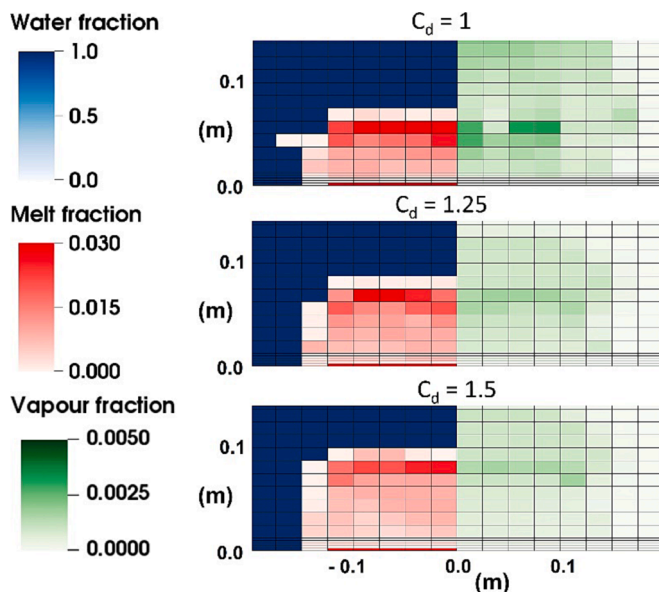 Water fraction
1.0
0.5
0.0
Melt fraction
0.030
0.015
0.000
Vapour fraction
0.0050
0.0025
0.0000
C_d = 1
0.1
(m)
0.0
C_d = 1.25
0.1
(m)
0.0
C_d = 1.5
0.1
(m)
0.0
- 0.1 0.0 0.1
(m)